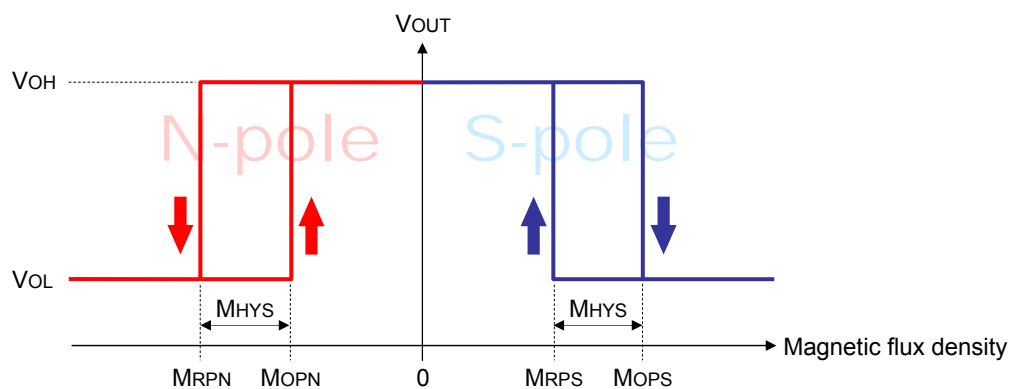 VOUT
VOH
N-pole S-pole
VOL
MHYS MHYS
Magnetic flux density
MRPN MOPN 0 MRPS MOPS